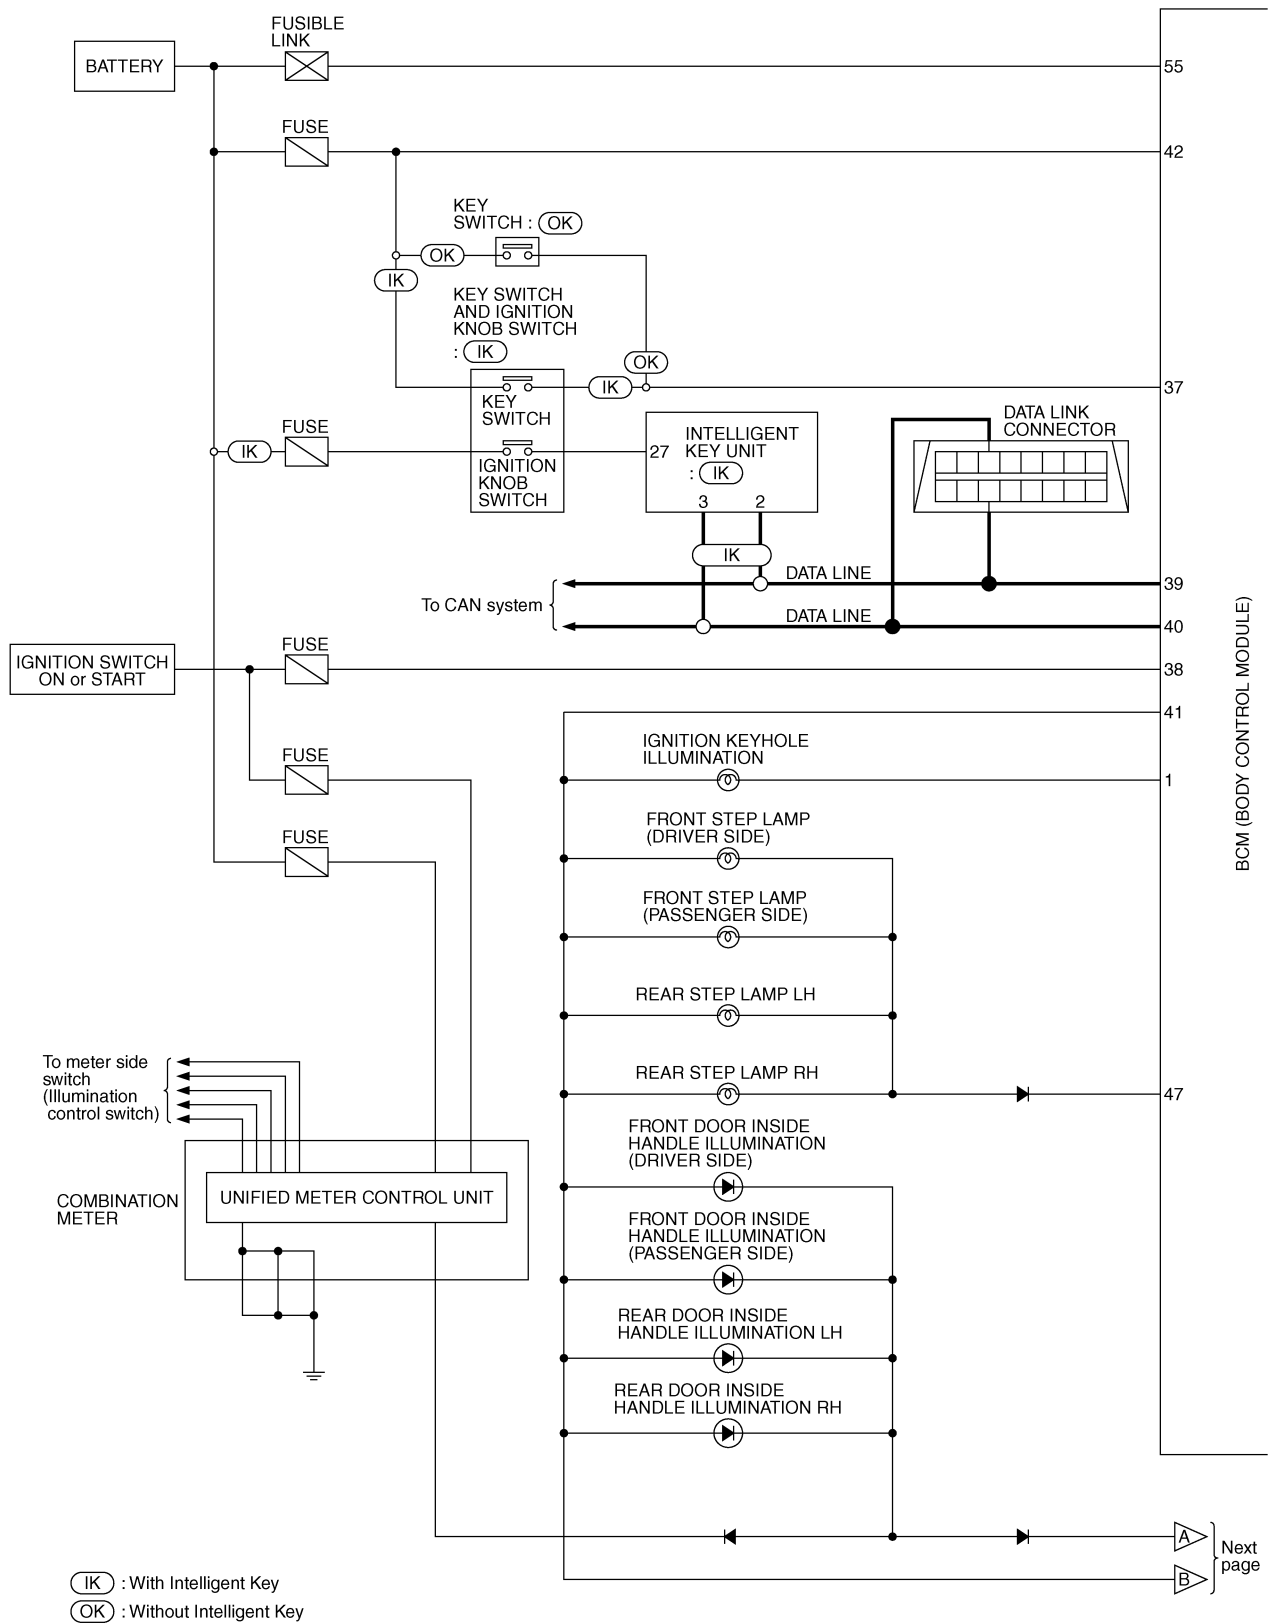 FUSIBLE
LINK
BATTERY
55
FUSE
42
KEY
SWITCH : OK
OK
IK
KEY SWITCH
AND IGNITION
KNOB SWITCH
: IK
OK
IK
37
KEY
SWITCH
FUSE
IK
IGNITION
KNOB
SWITCH
27
INTELLIGENT
KEY UNIT
: IK
3 2
IK
DATA LINK
CONNECTOR
DATA LINE
39
To CAN system
DATA LINE
40
BCM (BODY CONTROL MODULE)
IGNITION SWITCH
ON or START
FUSE
38
41
FUSE
IGNITION KEYHOLE
ILLUMINATION
1
FUSE
FRONT STEP LAMP
(DRIVER SIDE)
FRONT STEP LAMP
(PASSENGER SIDE)
REAR STEP LAMP LH
REAR STEP LAMP RH
47
To meter side
switch
(Illumination
control switch)
FRONT DOOR INSIDE
HANDLE ILLUMINATION
(DRIVER SIDE)
COMBINATION
METER
UNIFIED METER CONTROL UNIT
FRONT DOOR INSIDE
HANDLE ILLUMINATION
(PASSENGER SIDE)
REAR DOOR INSIDE
HANDLE ILLUMINATION LH
REAR DOOR INSIDE
HANDLE ILLUMINATION RH
A
B
Next
page
IK : With Intelligent Key
OK : Without Intelligent Key